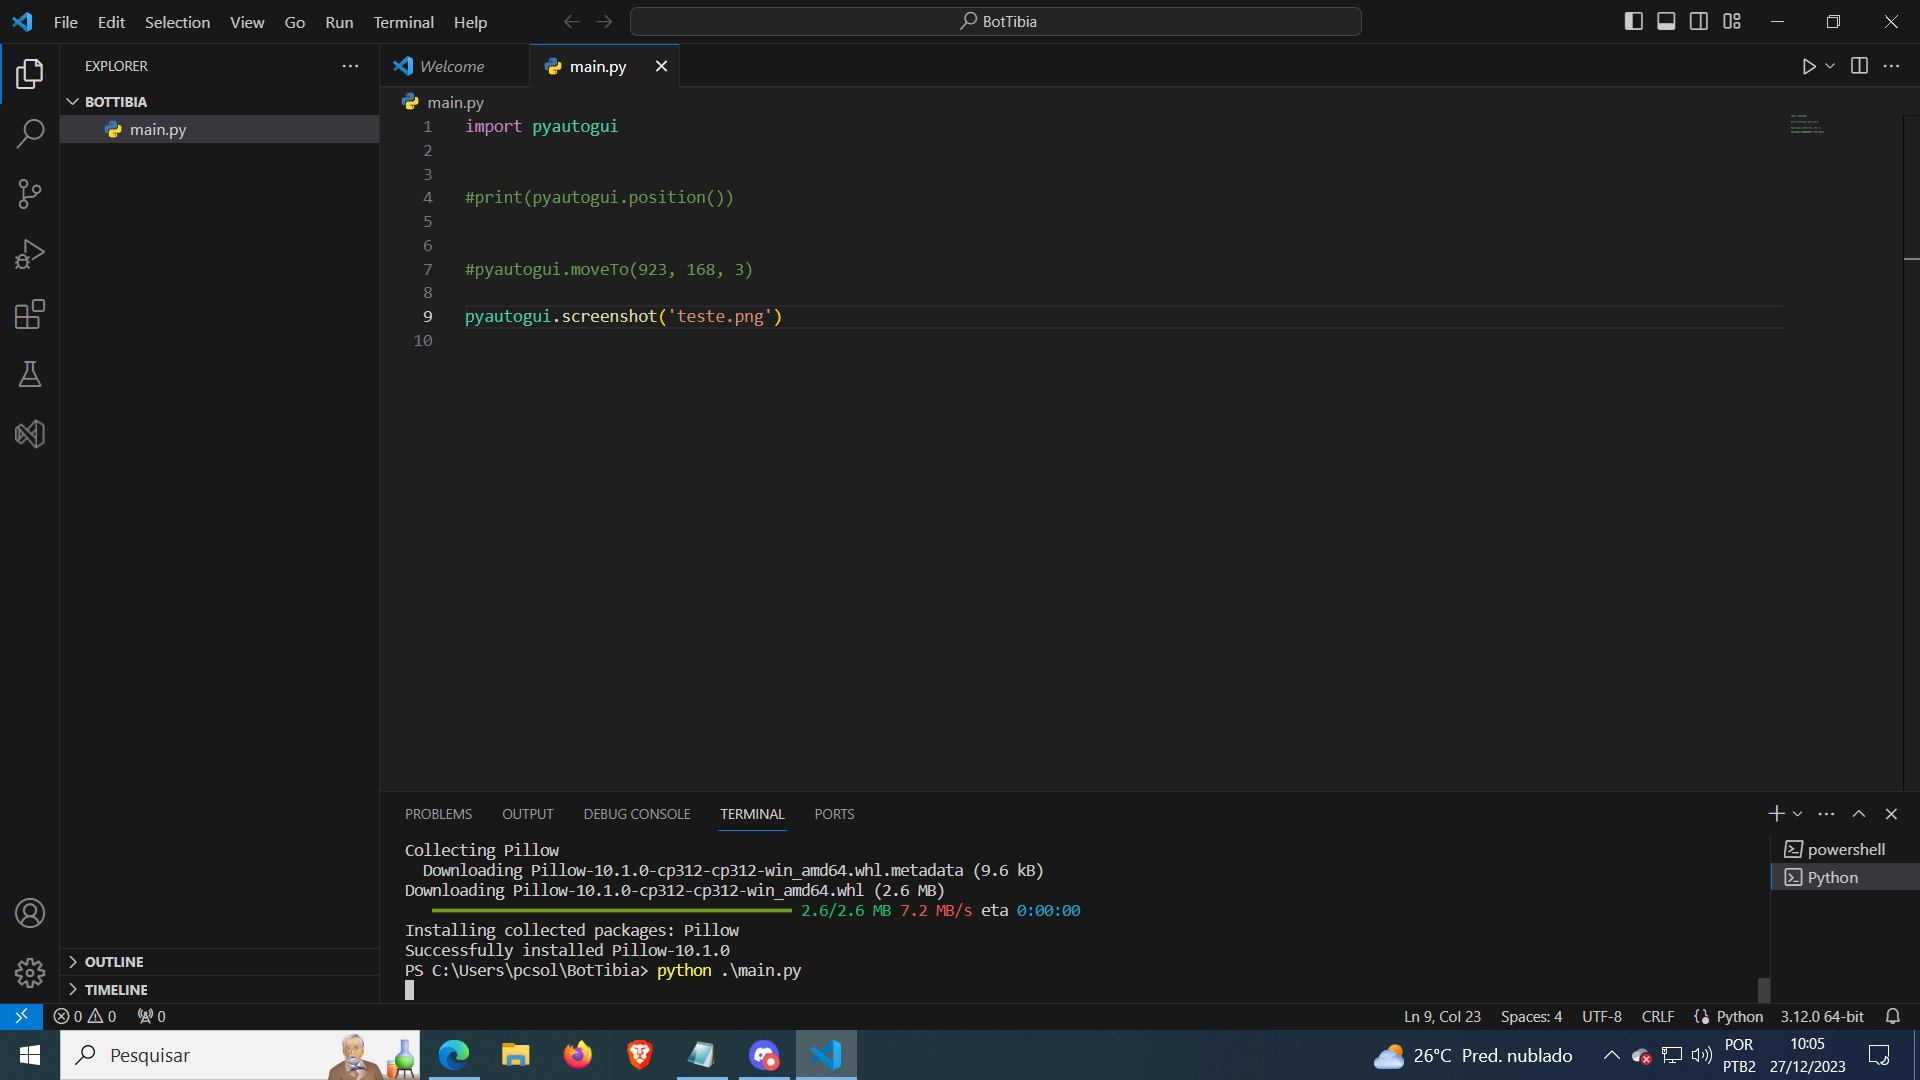 File Edit Selection View Go Run Terminal Help
BotTibia
EXPLORER
BOTTIBIA
main.py
Welcome
main.py
main.py
1 import pyautogui
2
3
4 #print(pyautogui.position())
5
6
7 #pyautogui.moveTo(923, 168, 3)
8
9 pyautogui.screenshot('teste.png')
10
OUTLINE
TIMELINE
PROBLEMS OUTPUT DEBUG CONSOLE TERMINAL PORTS
Collecting Pillow
Downloading Pillow-10.1.0-cp312-cp312-win_amd64.whl.metadata (9.6 kB)
Downloading Pillow-10.1.0-cp312-cp312-win_amd64.whl (2.6 MB)
2.6/2.6 MB 7.2 MB/s eta 0:00:00
Installing collected packages: Pillow
Successfully installed Pillow-10.1.0
PS C:\Users\pcsol\BotTibia> python .\main.py
powershell
Python
0 0 0
Ln 9, Col 23 Spaces: 4 UTF-8 CRLF Python 3.12.0 64-bit
Pesquisar
26°C Pred. nublado
POR
PTB2
10:05
27/12/2023